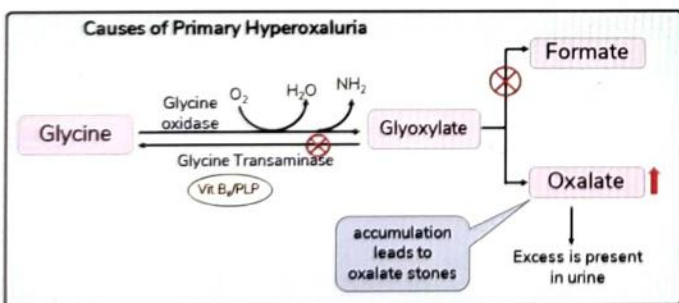 Causes of Primary Hyperoxaluria
Formate
O₂
H₂O
NH₂
Glycine
oxidase
Glycine
Glyoxylate
Glycine Transaminase
Vit B₆/PLP
Oxalate
accumulation
leads to
oxalate stones
Excess is present
in urine